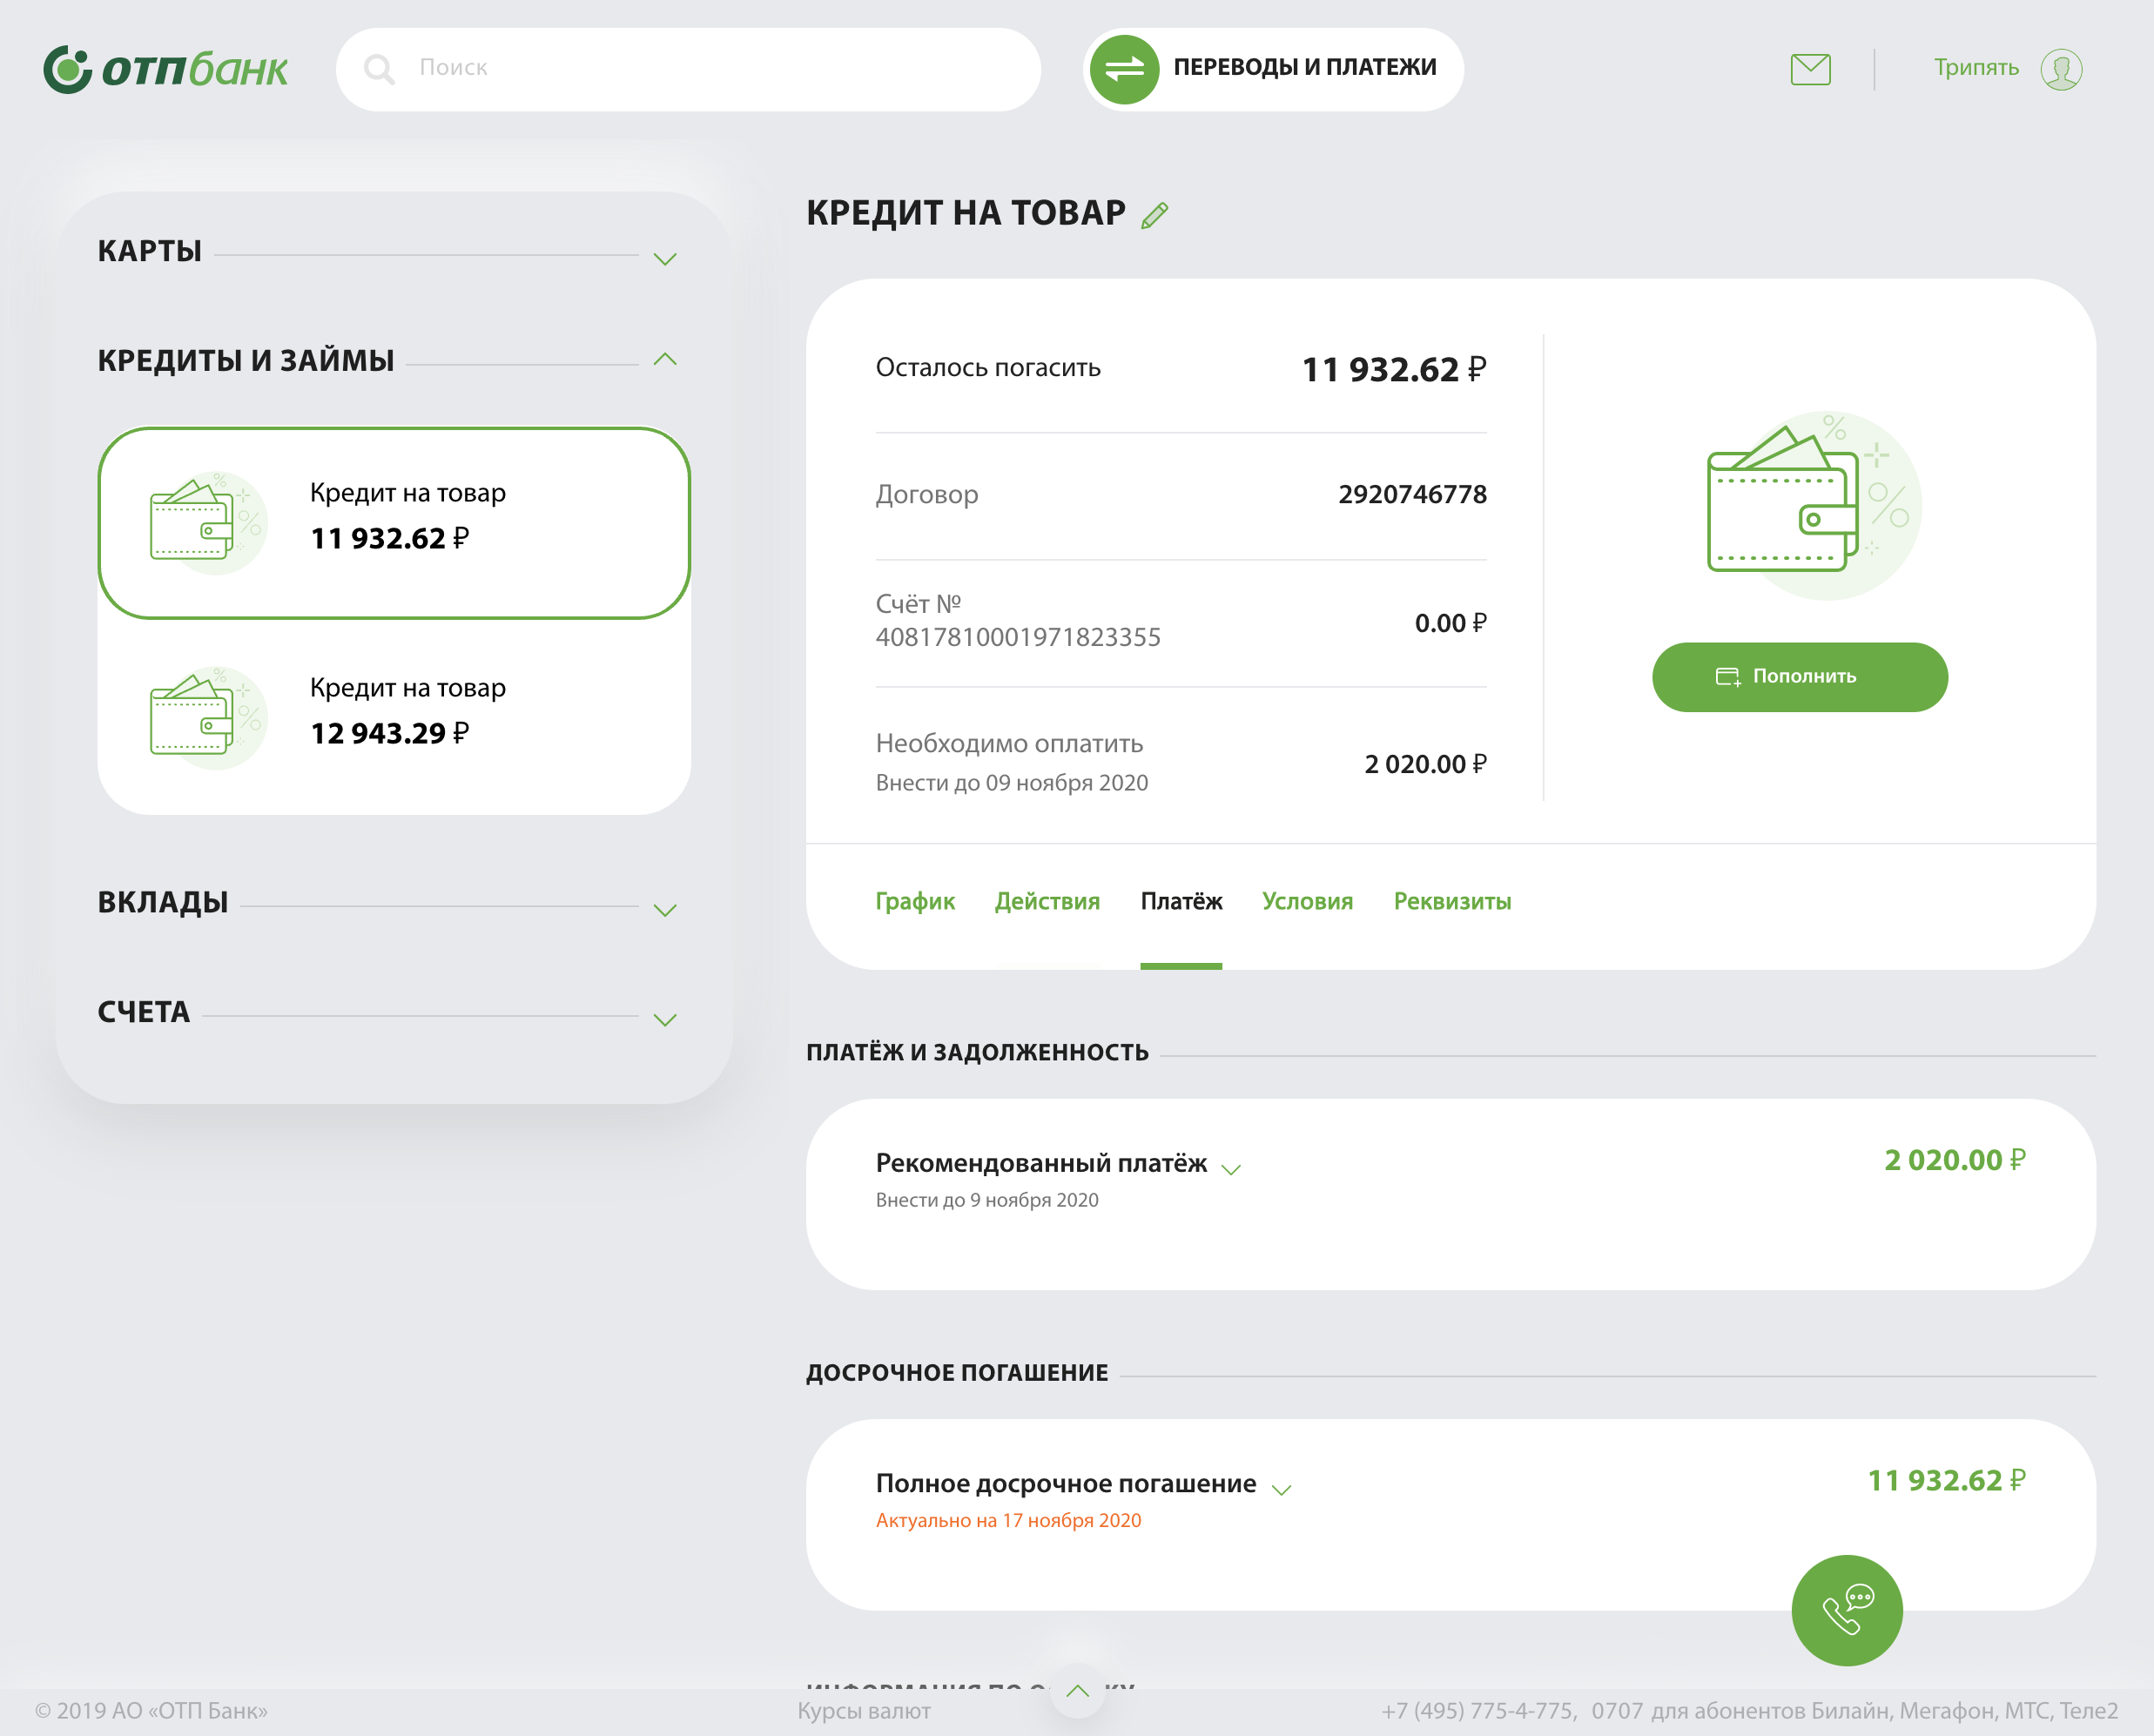 ОТПбанк
Поиск
ПЕРЕВОДЫ И ПЛАТЕЖИ
Трипять
КАРТЫ
КРЕДИТЫ И ЗАЙМЫ
Кредит на товар
11 932.62 ₽
Кредит на товар
12 943.29 ₽
ВКЛАДЫ
СЧЕТА
КРЕДИТ НА ТОВАР
Осталось погасить 11 932.62 ₽
Договор 2920746778
Счёт №
40817810001971823355 0.00 ₽
Необходимо оплатить
2 020.00 ₽
Внести до 09 ноября 2020
Пополнить
График Действия Платёж Условия Реквизиты
ПЛАТЁЖ И ЗАДОЛЖЕННОСТЬ
Рекомендованный платёж 2 020.00 ₽
Внести до 9 ноября 2020
ДОСРОЧНОЕ ПОГАШЕНИЕ
Полное досрочное погашение 11 932.62 ₽
Актуально на 17 ноября 2020
ИНФОРМАЦИЯ ПО
© 2019 АО «ОТП Банк» Курсы валют +7 (495) 775-4-775, 0707 для абонентов Билайн, Мегафон, МТС, Теле2